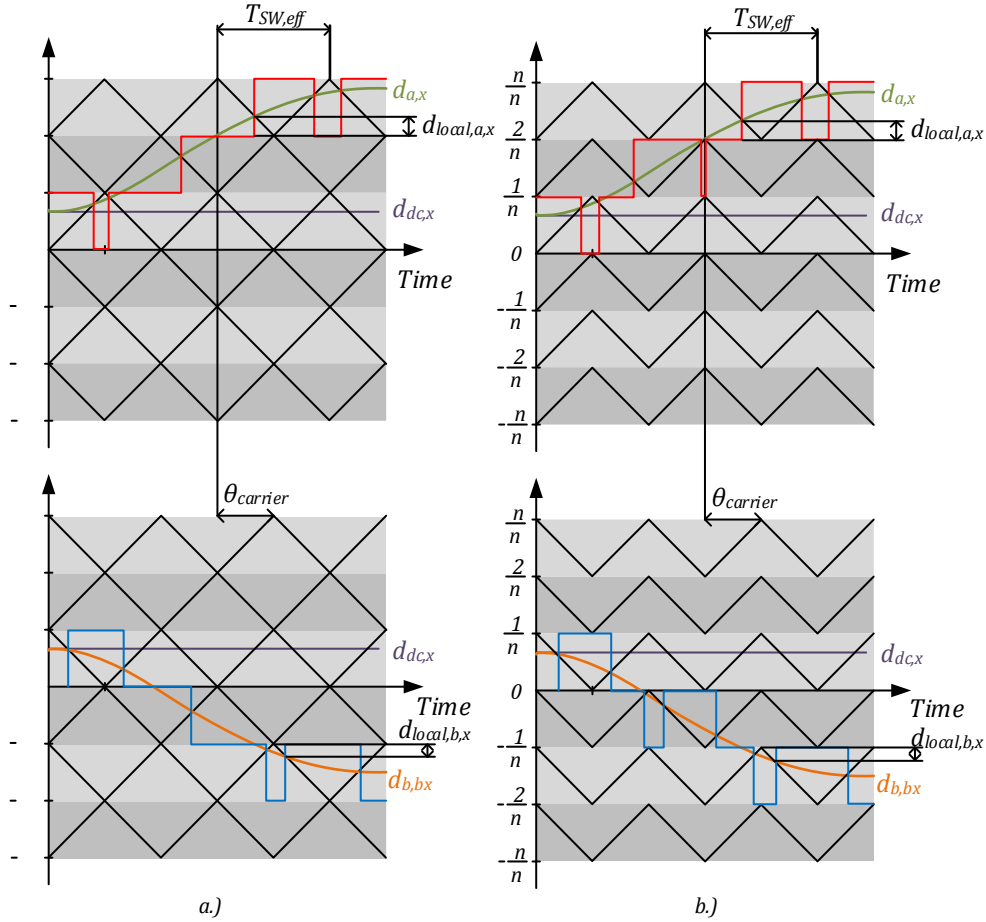 T_SW,eff
d_a,x
d_local,a,x
d_dc,x
Time
-
-
-
θ_carrier
d_dc,x
Time
d_local,b,x
d_b,bx
-
-
-
a.)
T_SW,eff
n/n
d_a,x
2/n
d_local,a,x
1/n
d_dc,x
0
Time
-1/n
-2/n
-n/n
θ_carrier
n/n
2/n
1/n
d_dc,x
0
Time
-1/n
d_local,b,x
d_b,bx
-2/n
-n/n
b.)